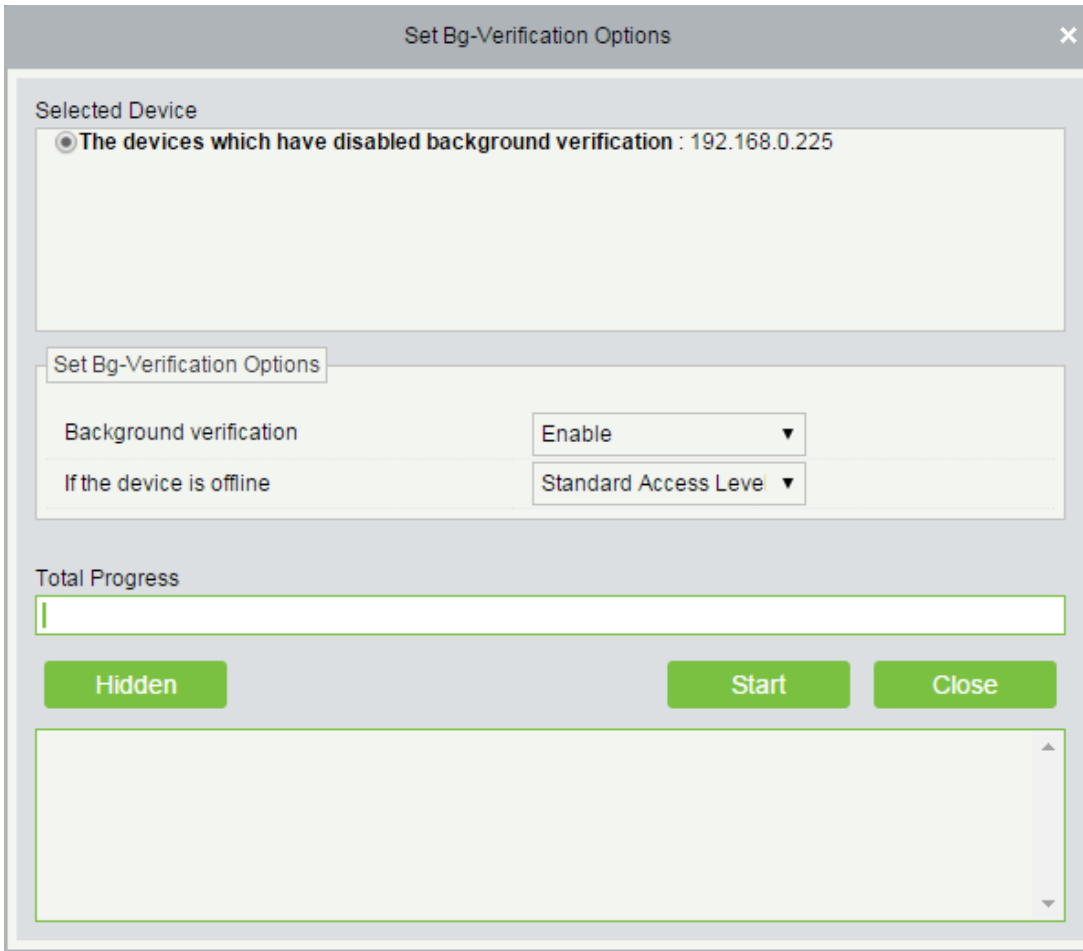 Set Bg-Verification Options
Selected Device
The devices which have disabled background verification : 192.168.0.225
Set Bg-Verification Options
Background verification
Enable
If the device is offline
Standard Access Level
Total Progress
Hidden
Start
Close